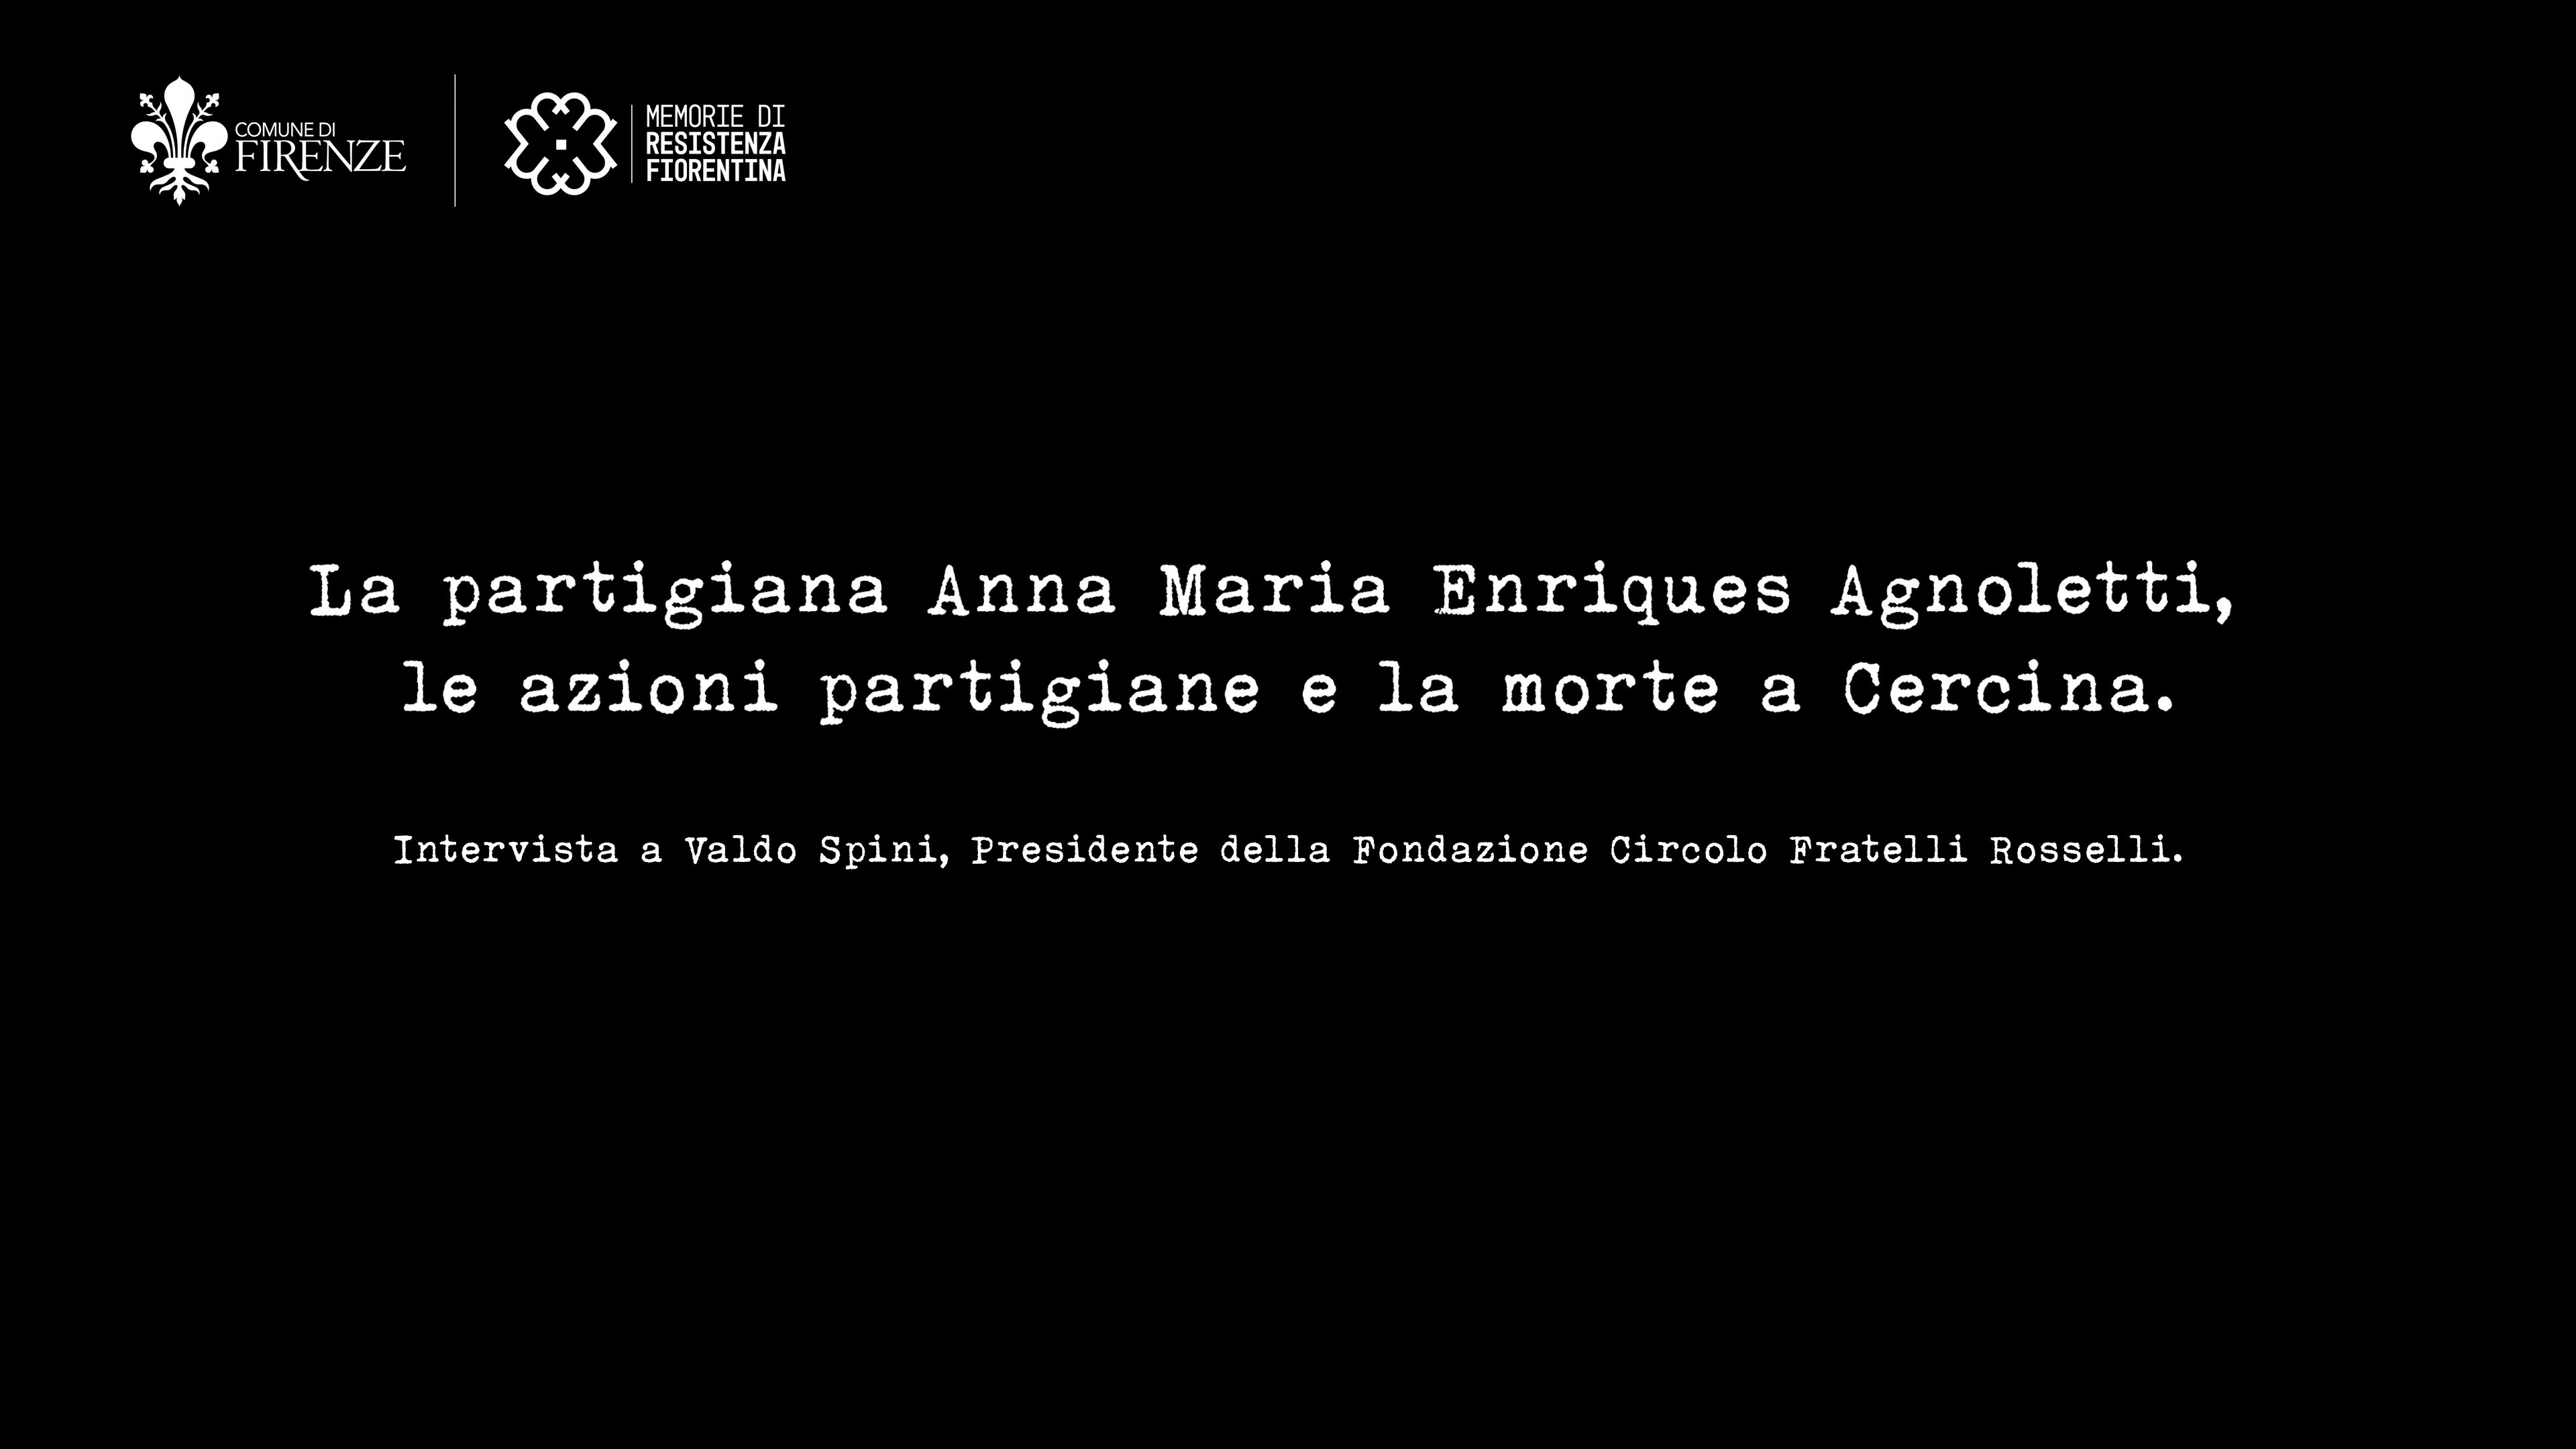 COMUNE DI
FIRENZE
MEMORIE DI
RESISTENZA
FIORENTINA
La partigiana Anna Maria Enriques Agnoletti,
le azioni partigiane e la morte a Cercina.
Intervista a Valdo Spini, Presidente della Fondazione Circolo Fratelli Rosselli.